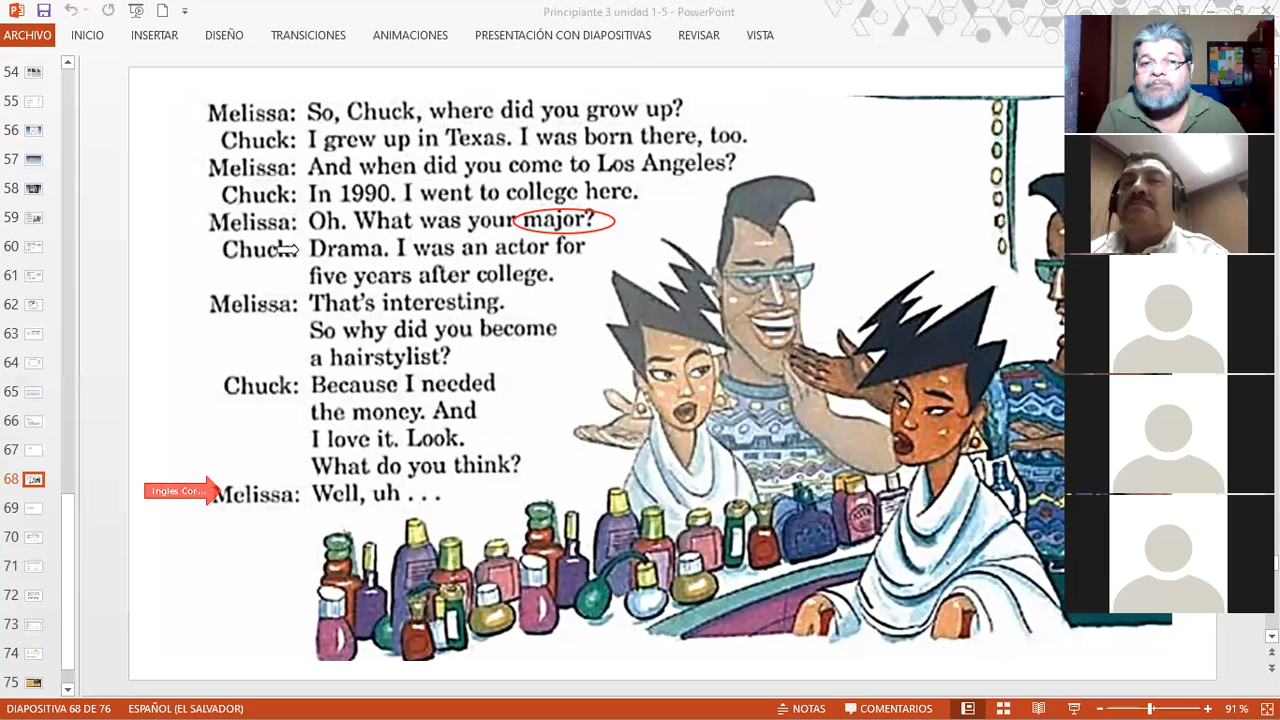 Principiante 3 unidad 1-5 - PowerPoint
ARCHIVO INICIO INSERTAR DISEÑO TRANSICIONES ANIMACIONES PRESENTACIÓN CON DIAPOSITIVAS REVISAR VISTA
54
55
56
57
58
59
60
61
62
63
64
65
66
67
68
69
70
71
72
73
74
75
Melissa: So, Chuck, where did you grow up?
Chuck: I grew up in Texas. I was born there, too.
Melissa: And when did you come to Los Angeles?
Chuck: In 1990. I went to college here.
Melissa: Oh. What was your major?
Chuck: Drama. I was an actor for
five years after college.
Melissa: That's interesting.
So why did you become
a hairstylist?
Chuck: Because I needed
the money. And
I love it. Look.
What do you think?
Ingles Cor...
Melissa: Well, uh . . .
DIAPOSITIVA 68 DE 76 ESPAÑOL (EL SALVADOR) NOTAS COMENTARIOS 91 %